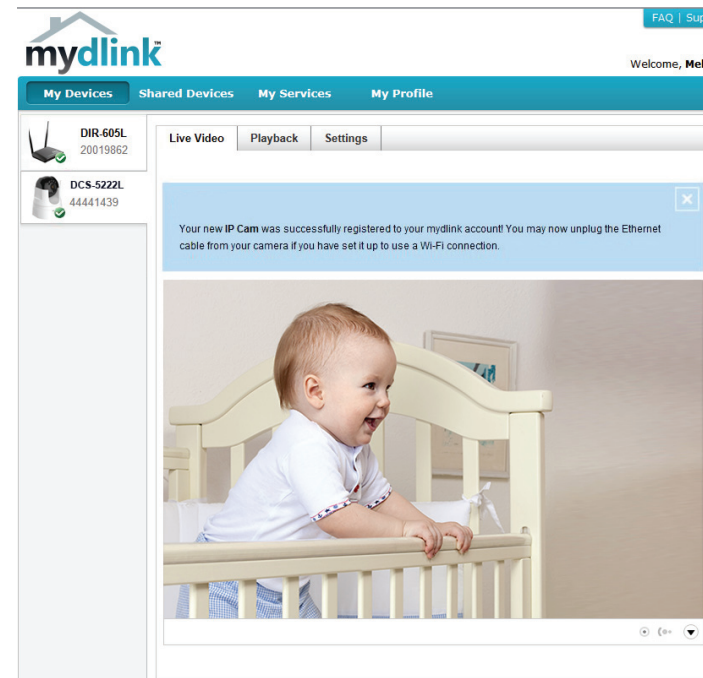 FAQ | Sup
mydlink™
Welcome, Mel
My Devices Shared Devices My Services My Profile
DIR-605L
20019862
DCS-5222L
44441439
Live Video Playback Settings
Your new IP Cam was successfully registered to your mydlink account! You may now unplug the Ethernet
cable from your camera if you have set it up to use a Wi-Fi connection.